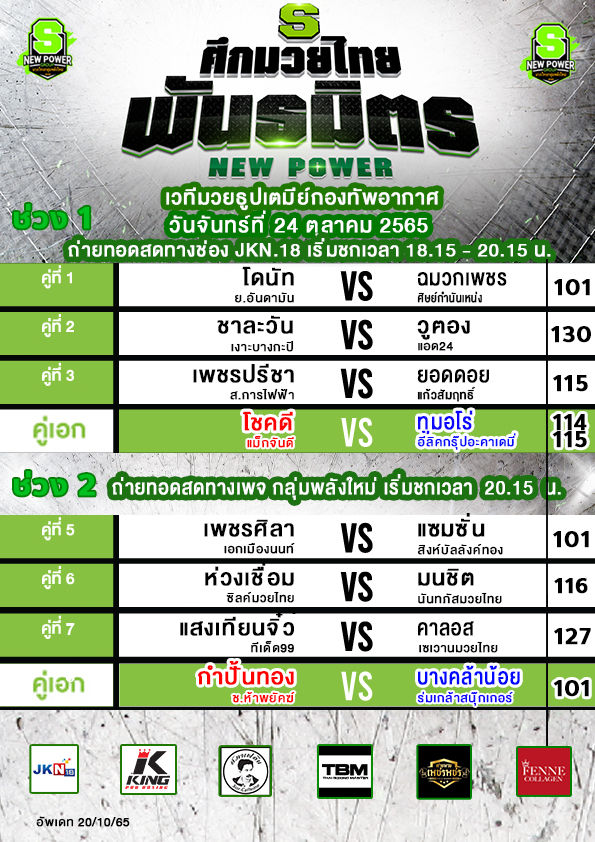 S
NEW POWER
S
NEW POWER
S
ศึกมวยไทย
พันธมิตร
NEW POWER
เวทีมวยธูปเตมีย์กองทัพอากาศ
ช่วง 1
วันจันทร์ที่ 24 ตุลาคม 2565
ถ่ายทอดสดทางช่อง JKN.18 เริ่มชกเวลา 18.15 - 20.15 น.
คู่ที่ 1 โดนัท VS ฉมวกเพชร 101
ย.อันดามัน ศิษย์กำนันเหน่ง
คู่ที่ 2 ชาละวัน VS วูฅอง 130
เงาะบางกะปิ แอด24
คู่ที่ 3 เพชรปรีชา VS ยอดดอย 115
ส.การไฟฟ้า แก้วสัมฤทธิ์
คู่เอก โชคดี VS ทูมอโร่ 114
แม็กจันดี อีลิคกรุ๊ปอะคาเดมี่ 115
ช่วง 2 ถ่ายทอดสดทางเพจ กลุ่มพลังใหม่ เริ่มชกเวลา 20.15 น.
คู่ที่ 5 เพชรศิลา VS แซมซั่น 101
เอกเมืองนนท์ สิงห์บัลลังค์ทอง
คู่ที่ 6 ห่วงเชื่อม VS มนชิต 116
ซิลค์มวยไทย นันทภัสมวยไทย
คู่ที่ 7 แสงเทียนจิ๋ว VS คาลอส 127
ทีเด็ด99 เซเวานมวยไทย
คู่เอก กำปั้นทอง VS บางคล้าน้อย 101
ช.ห้าพยัคฆ์ ร่มเกล้าสนุ๊กเกอร์
JKN18
K
KING
PRO BOXING
TBM
THAI BOXING MASTER
เพชรพัชร
FENNE
COLLAGEN
อัพเดท 20/10/65